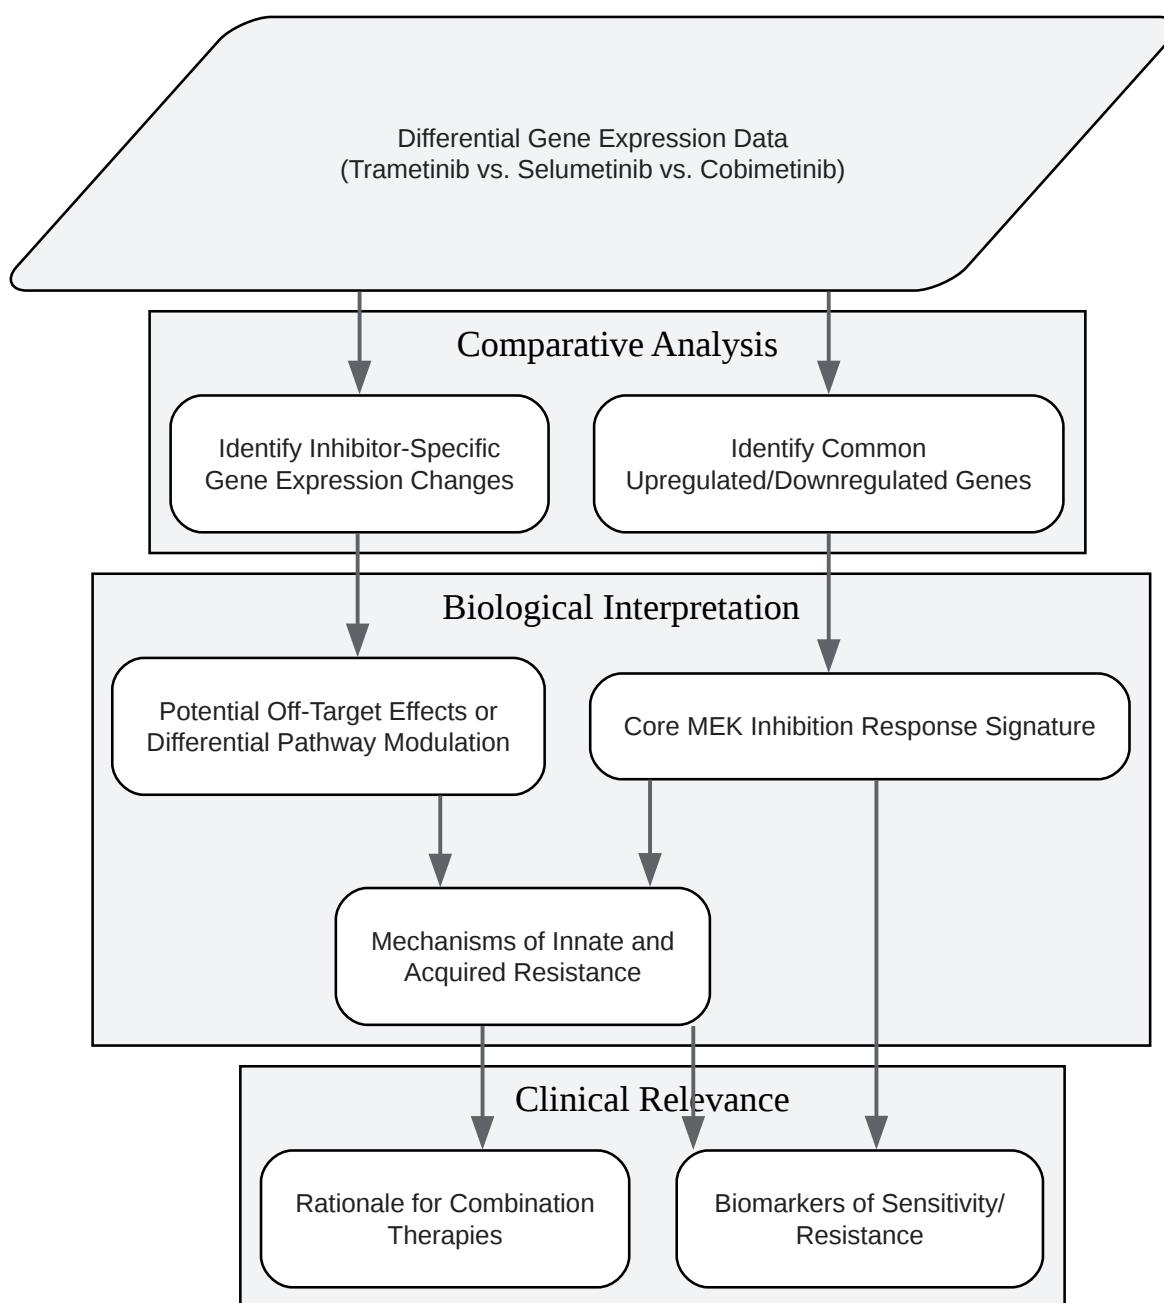 Differential Gene Expression Data
(Trametinib vs. Selumetinib vs. Cobimetinib)
Comparative Analysis
Identify Inhibitor-Specific
Gene Expression Changes
Identify Common
Upregulated/Downregulated Genes
Biological Interpretation
Potential Off-Target Effects or
Differential Pathway Modulation
Core MEK Inhibition Response Signature
Mechanisms of Innate and
Acquired Resistance
Clinical Relevance
Rationale for Combination
Therapies
Biomarkers of Sensitivity/
Resistance